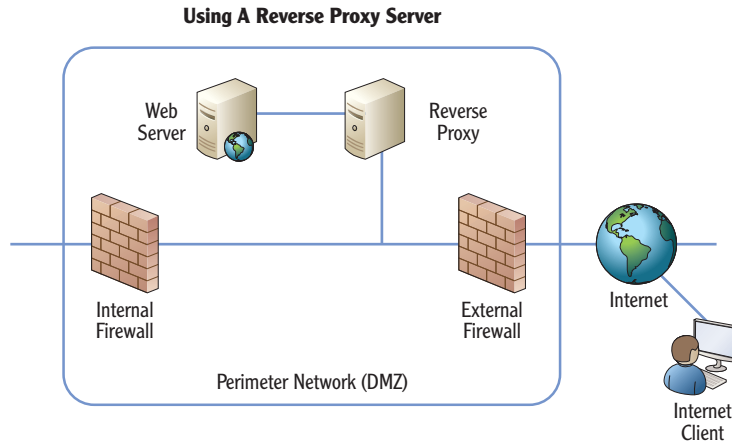 Using A Reverse Proxy Server
Web
Server
Reverse
Proxy
Internal
Firewall
External
Firewall
Internet
Perimeter Network (DMZ)
Internet
Client